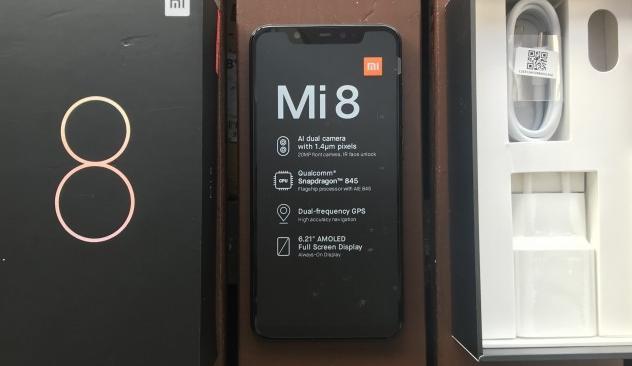 mi
8
mi
Mi 8
AI dual camera
with 1.4μm pixels
20MP front camera, IR face unlock
CPU
Qualcomm®
Snapdragon™ 845
Flagship processor with AIE 845
Dual-frequency GPS
High accuracy navigation
6.21" AMOLED
Full Screen Display
Always-On Display